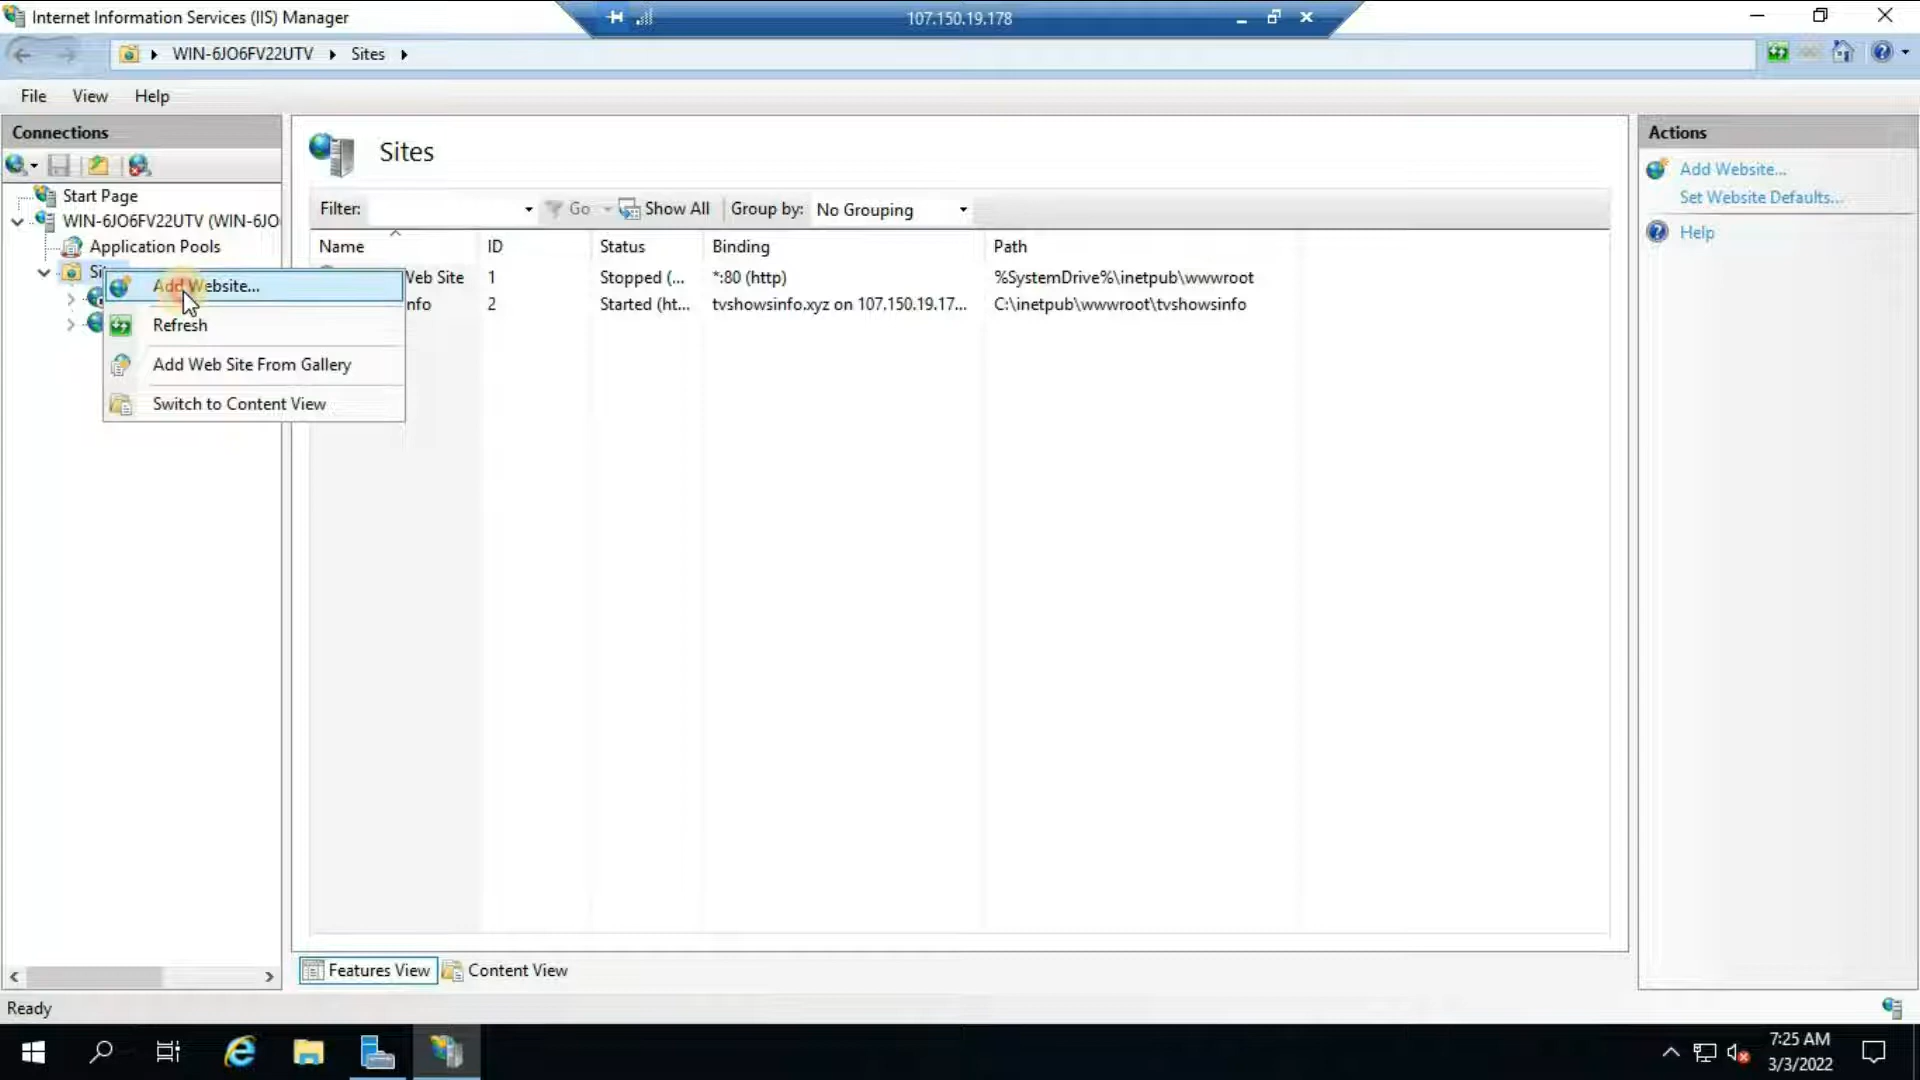 Internet Information Services (IIS) Manager
107.150.19.178
WIN-6JO6FV22UTV
Sites
File View Help
Connections
Start Page
WIN-6JO6FV22UTV (WIN-6JO
Application Pools
Add Website...
Refresh
Add Web Site From Gallery
Switch to Content View
Sites
Filter: Go Show All Group by: No Grouping
Name ID Status Binding Path
Web Site 1 Stopped (... *:80 (http) %SystemDrive%\inetpub\wwwroot
nfo 2 Started (ht... tvshowsinfo.xyz on 107.150.19.17... C:\inetpub\wwwroot\tvshowsinfo
Features View Content View
Actions
Add Website...
Set Website Defaults...
Help
Ready
7:25 AM
3/3/2022